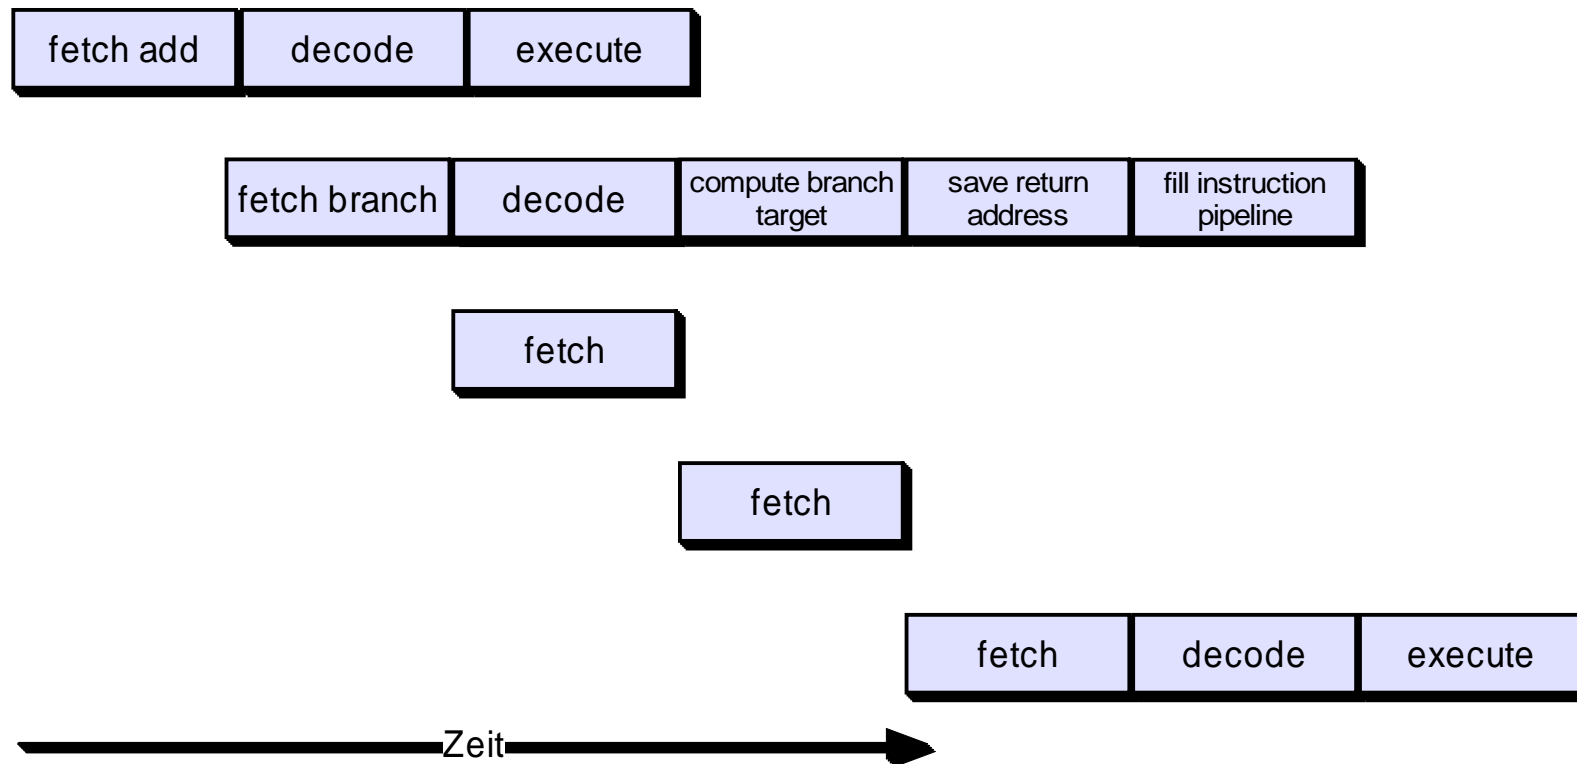 fetch add decode execute
fetch branch decode compute branch target save return address fill instruction pipeline
fetch
fetch
fetch decode execute
Zeit